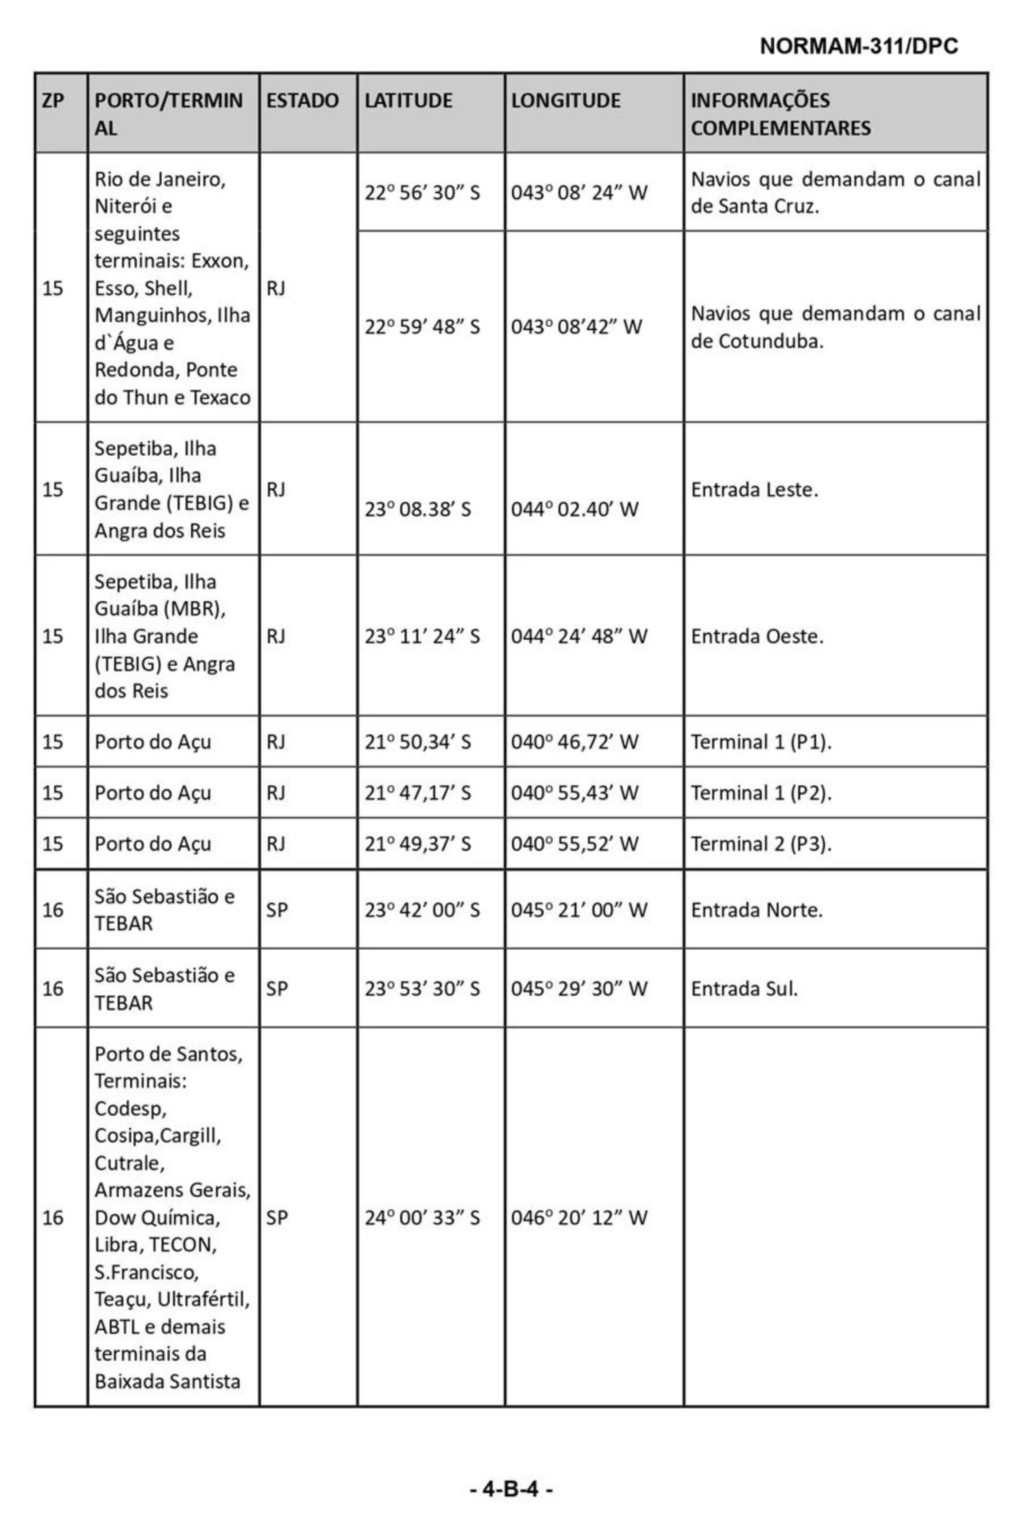 NORMAM-311/DPC
ZP PORTO/TERMIN ESTADO LATITUDE LONGITUDE INFORMAÇÕES
AL COMPLEMENTARES
15
Rio de Janeiro,
Niterói e
seguintes
terminais: Exxon,
Esso, Shell,
Manguinhos, Ilha
d`Água e
Redonda, Ponte
do Thun e Texaco
RJ
22º 56’ 30” S 043º 08’ 24” W
Navios que demandam o canal
de Santa Cruz.
22º 59’ 48” S 043º 08’42” W
Navios que demandam o canal
de Cotunduba.
15
Sepetiba, Ilha
Guaíba, Ilha
Grande (TEBIG) e
Angra dos Reis
RJ
23º 08.38’ S 044º 02.40’ W
Entrada Leste.
15
Sepetiba, Ilha
Guaíba (MBR),
Ilha Grande
(TEBIG) e Angra
dos Reis
RJ
23º 11’ 24” S 044º 24’ 48” W Entrada Oeste.
15 Porto do Açu RJ 21º 50,34’ S 040º 46,72’ W Terminal 1 (P1).
15 Porto do Açu RJ 21º 47,17’ S 040º 55,43’ W Terminal 1 (P2).
15 Porto do Açu RJ 21º 49,37’ S 040º 55,52’ W Terminal 2 (P3).
16
São Sebastião e
TEBAR
SP 23º 42’ 00” S 045º 21’ 00” W Entrada Norte.
16
São Sebastião e
TEBAR
SP 23º 53’ 30” S 045º 29’ 30” W Entrada Sul.
16
Porto de Santos,
Terminais:
Codesp,
Cosipa,Cargill,
Cutrale,
Armazens Gerais,
Dow Química,
Libra, TECON,
S.Francisco,
Teaçu, Ultrafértil,
ABTL e demais
terminais da
Baixada Santista
SP 24º 00’ 33” S 046º 20’ 12” W
- 4-B-4 -